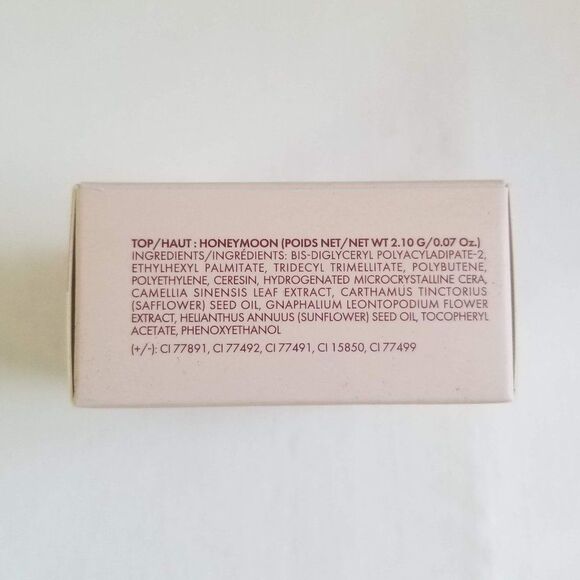 TOP/HAUT : HONEYMOON (POIDS NET/NET WT 2.10 G/0.07 Oz.)
INGREDIENTS/INGRÉDIENTS: BIS-DIGLYCERYL POLYACYLADIPATE-2,
ETHYLHEXYL PALMITATE, TRIDECYL TRIMELLITATE, POLYBUTENE,
POLYETHYLENE, CERESIN, HYDROGENATED MICROCRYSTALLINE CERA,
CAMELLIA SINENSIS LEAF EXTRACT, CARTHAMUS TINCTORIUS
(SAFFLOWER) SEED OIL, GNAPHALIUM LEONTOPODIUM FLOWER
EXTRACT, HELIANTHUS ANNUUS (SUNFLOWER) SEED OIL, TOCOPHERYL
ACETATE, PHENOXYETHANOL
(+/-): CI 77891, CI 77492, CI 77491, CI 15850, CI 77499